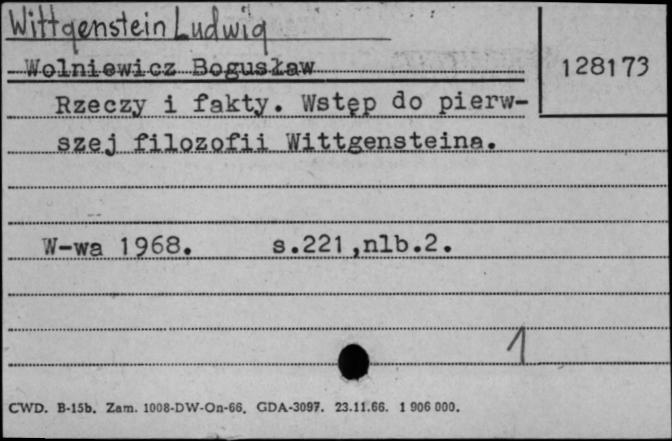 Wittgenstein Ludwig
Wolniewicz Bogusław
128173
Rzeczy i fakty. Wstęp do pierw-
szej filozofii Wittgensteina.
W-wa 1968. s.221,nlb.2.
1
CWD. B-15b. Zam. 1008-DW-On-66. GDA-3097. 23.11.66. 1 906 000.